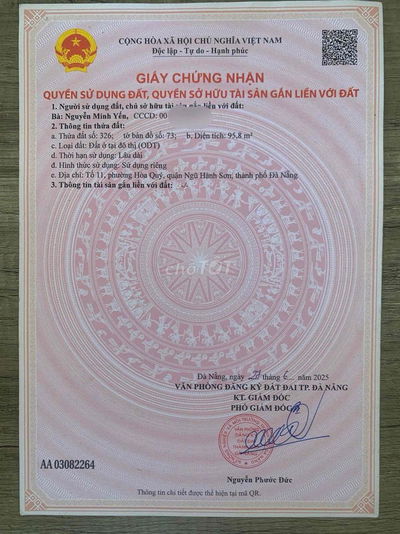 CỘNG HÒA XÃ HỘI CHỦ NGHĨA VIỆT NAM
Độc lập - Tự do - Hạnh phúc
GIẤY CHỨNG NHẬN
QUYỀN SỬ DỤNG ĐẤT, QUYỀN SỞ HỮU TÀI SẢN GẮN LIỀN VỚI ĐẤT
1. Người sử dụng đất, chủ sở hữu tài sản gắn liền với đất:
Bà: Nguyễn Minh Yến, CCCD: 00
2. Thông tin thửa đất:
a. Thửa đất số: 326; tờ bản đồ số: 73; b. Diện tích: 95,8 m²
c. Loại đất: Đất ở tại đô thị (ODT)
d. Thời hạn sử dụng: Lâu dài
đ. Hình thức sử dụng: Sử dụng riêng
e. Địa chỉ: Tổ 11, phường Hòa Quý, quận Ngũ Hành Sơn, thành phố Đà Nẵng
3. Thông tin tài sản gắn liền với đất: -/-
chợTỐT
Đà Nẵng, ngày tháng 6 năm 2025
VĂN PHÒNG ĐĂNG KÝ ĐẤT ĐAI TP. ĐÀ NẴNG
KT. GIÁM ĐỐC
PHÓ GIÁM ĐỐC
Nguyễn Phước Đức
AA 03082264
Thông tin chi tiết được thể hiện tại mã QR.